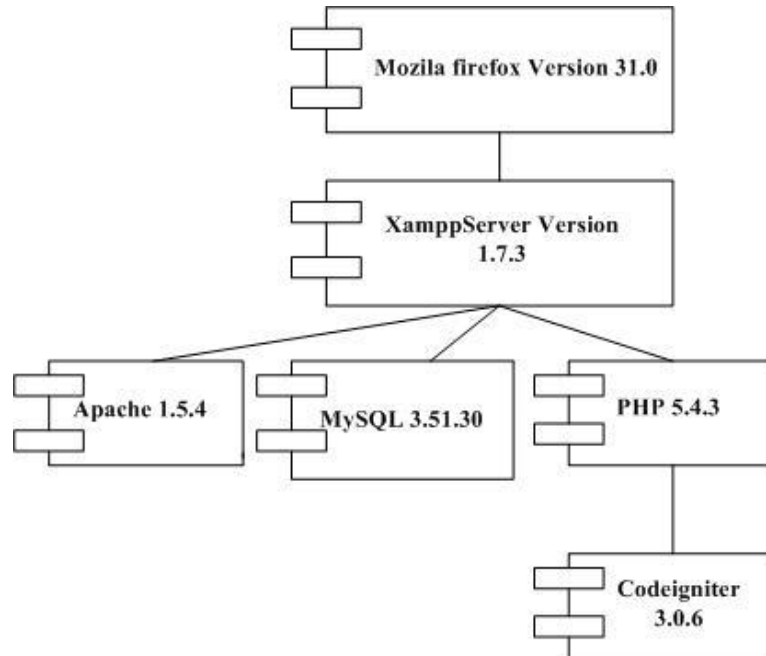 Mozila firefox Version 31.0
XamppServer Version
1.7.3
Apache 1.5.4
MySQL 3.51.30
PHP 5.4.3
Codeigniter
3.0.6